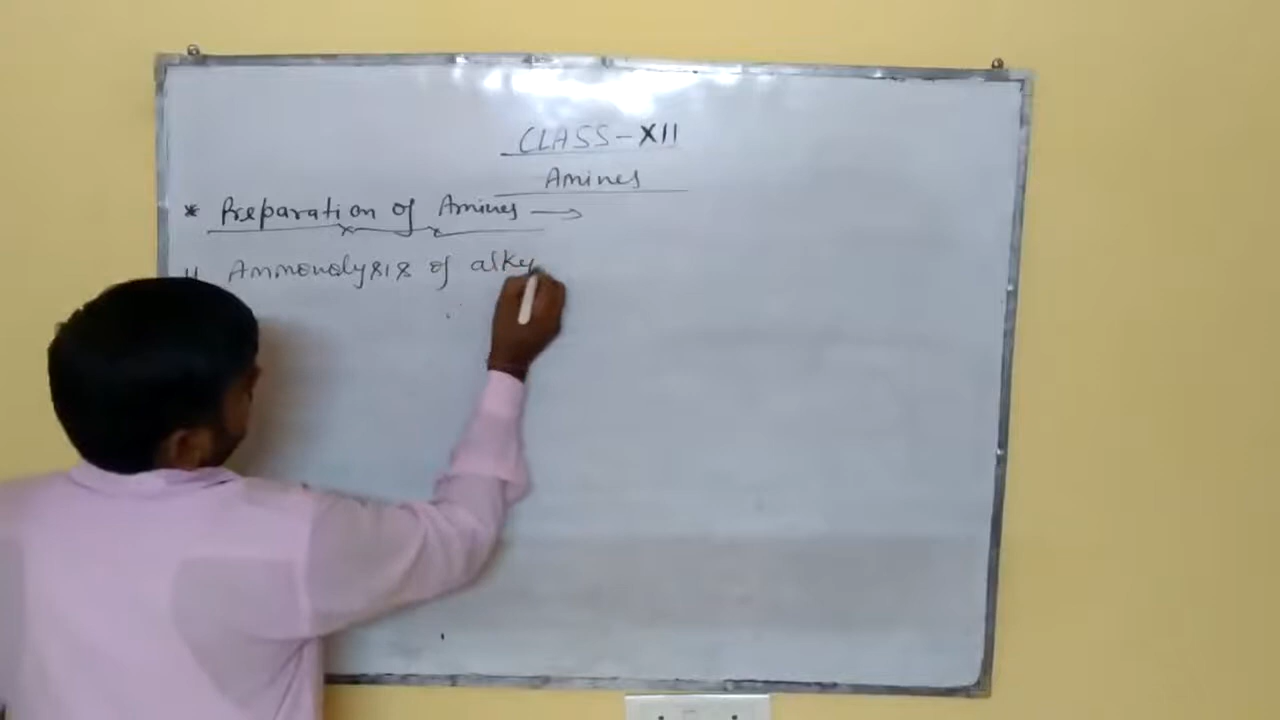 CLASS-XII
Amines
* Preparation of Amines →
Ammonolysis of alky